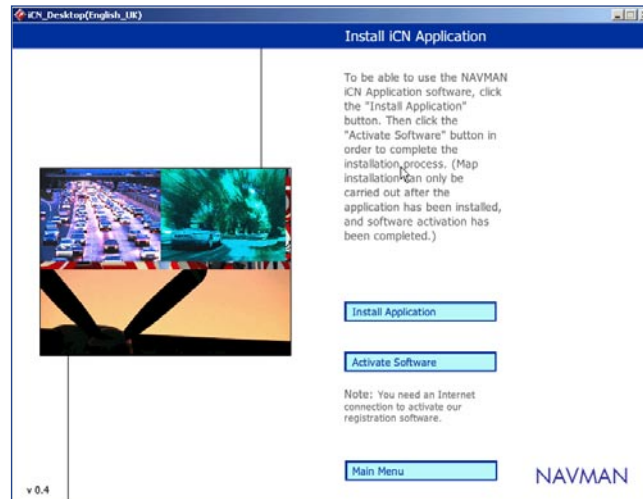 iCN_Desktop(English_UK)
Install iCN Application
To be able to use the NAVMAN
iCN Application software, click
the "Install Application"
button. Then click the
"Activate Software" button in
order to complete the
installation process. (Map
installation can only be
carried out after the
application has been installed,
and software activation has
been completed.)
Install Application
Activate Software
Note: You need an Internet
connection to activate our
registration software.
Main Menu
NAVMAN
v 0.4